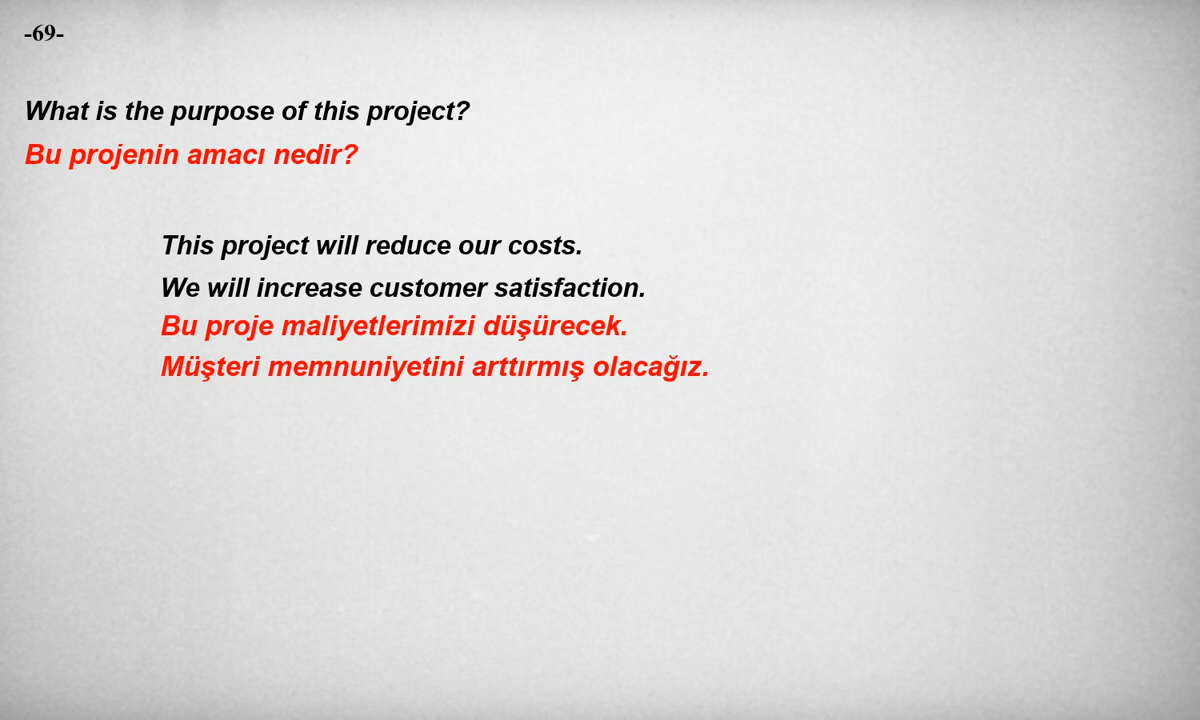 -69-
What is the purpose of this project?
Bu projenin amacı nedir?
This project will reduce our costs.
We will increase customer satisfaction.
Bu proje maliyetlerimizi düşürecek.
Müşteri memnuniyetini arttırmış olacağız.